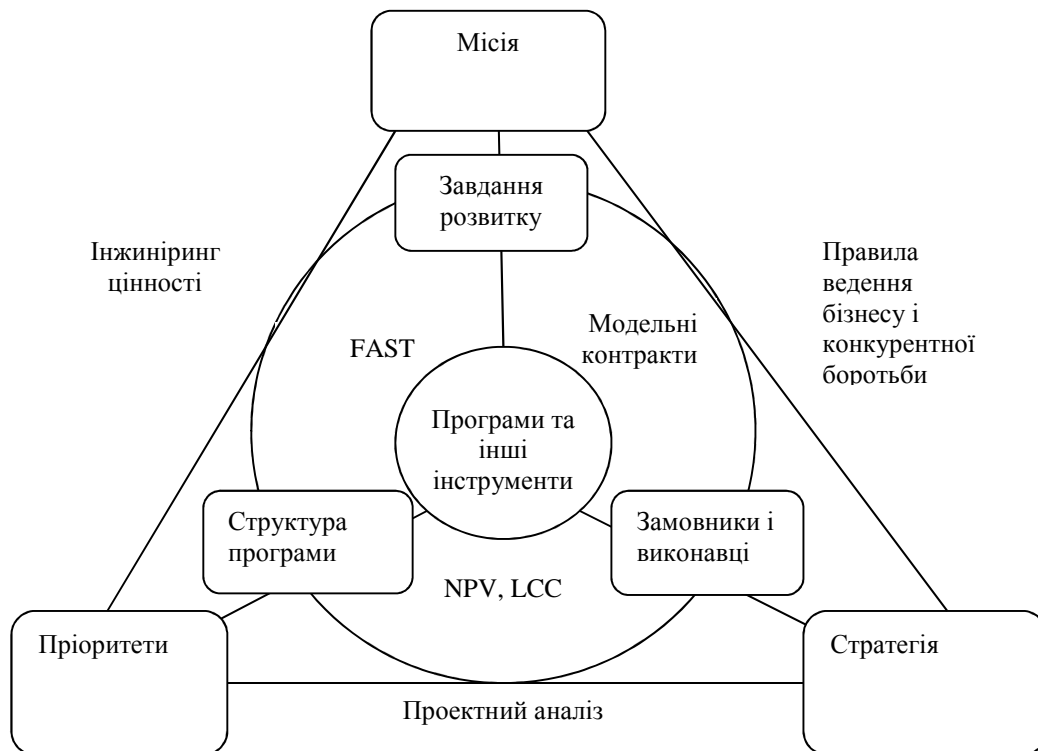 Місія
Завдання
розвитку
Інжиніринг
цінності
Правила
ведення
бізнесу і
конкурентної
боротьби
Модельні
контракти
FAST
Програми та
інші
інструменти
Структура
програми
Замовники і
виконавці
NPV, LCC
Пріоритети
Стратегія
Проектний аналіз